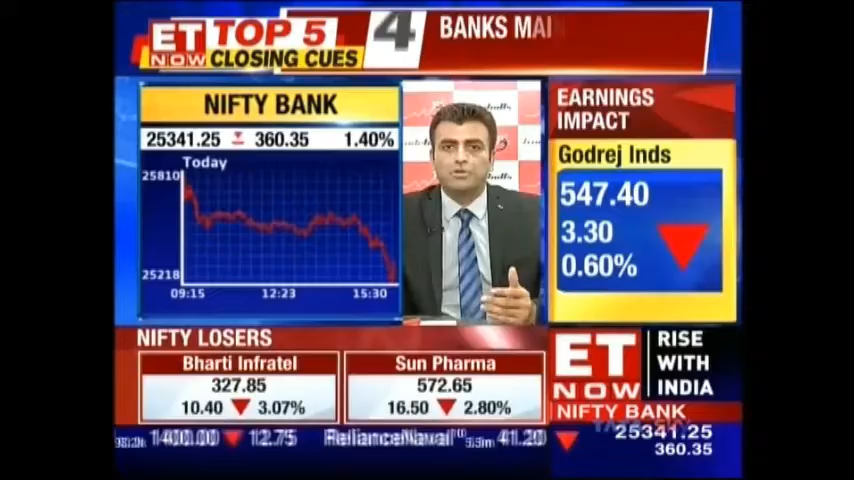 ET NOW
TOP 5
CLOSING CUES
4
BANKS MAI
NIFTY BANK
25341.25 360.35 1.40%
Today
25810
25218
09:15 12:23 15:30
EARNINGS
IMPACT
Godrej Inds
547.40
3.30
0.60%
NIFTY LOSERS
Bharti Infratel
327.85
10.40 3.07%
Sun Pharma
572.65
16.50 2.80%
ET
NOW
RISE
WITH
INDIA
NIFTY BANK
25341.25
360.35
1400.00 12.75 RelianceNaval 41.20